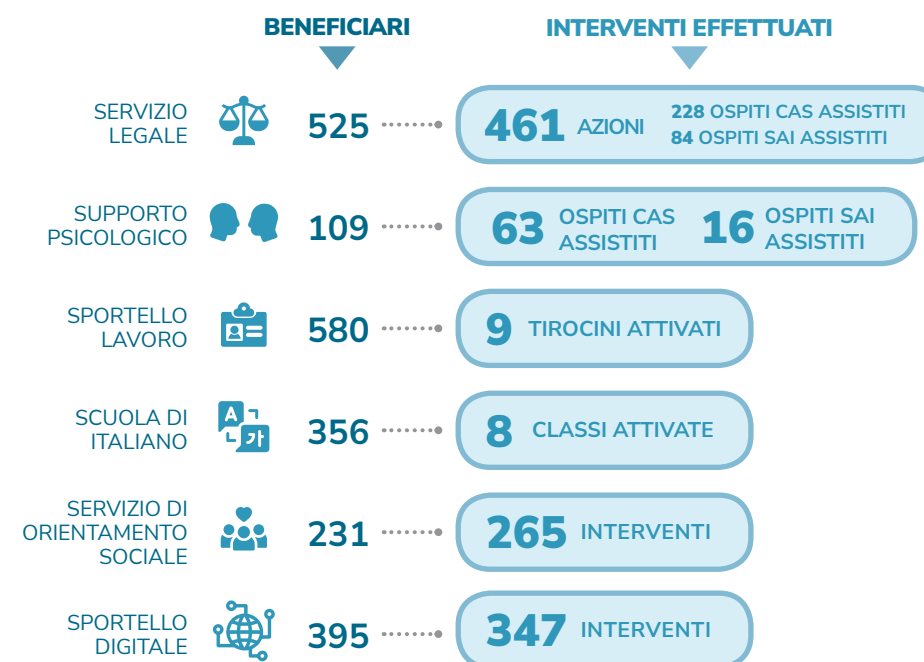 BENEFICIARI
INTERVENTI EFFETTUATI
SERVIZIO
LEGALE
525
461 AZIONI
228 OSPITI CAS ASSISTITI
84 OSPITI SAI ASSISTITI
SUPPORTO
PSICOLOGICO
109
63 OSPITI CAS
ASSISTITI
16 OSPITI SAI
ASSISTITI
SPORTELLO
LAVORO
580
9 TIROCINI ATTIVATI
SCUOLA DI
ITALIANO
A
가
356
8 CLASSI ATTIVATE
SERVIZIO DI
ORIENTAMENTO
SOCIALE
231
265 INTERVENTI
SPORTELLO
DIGITALE
395
347 INTERVENTI